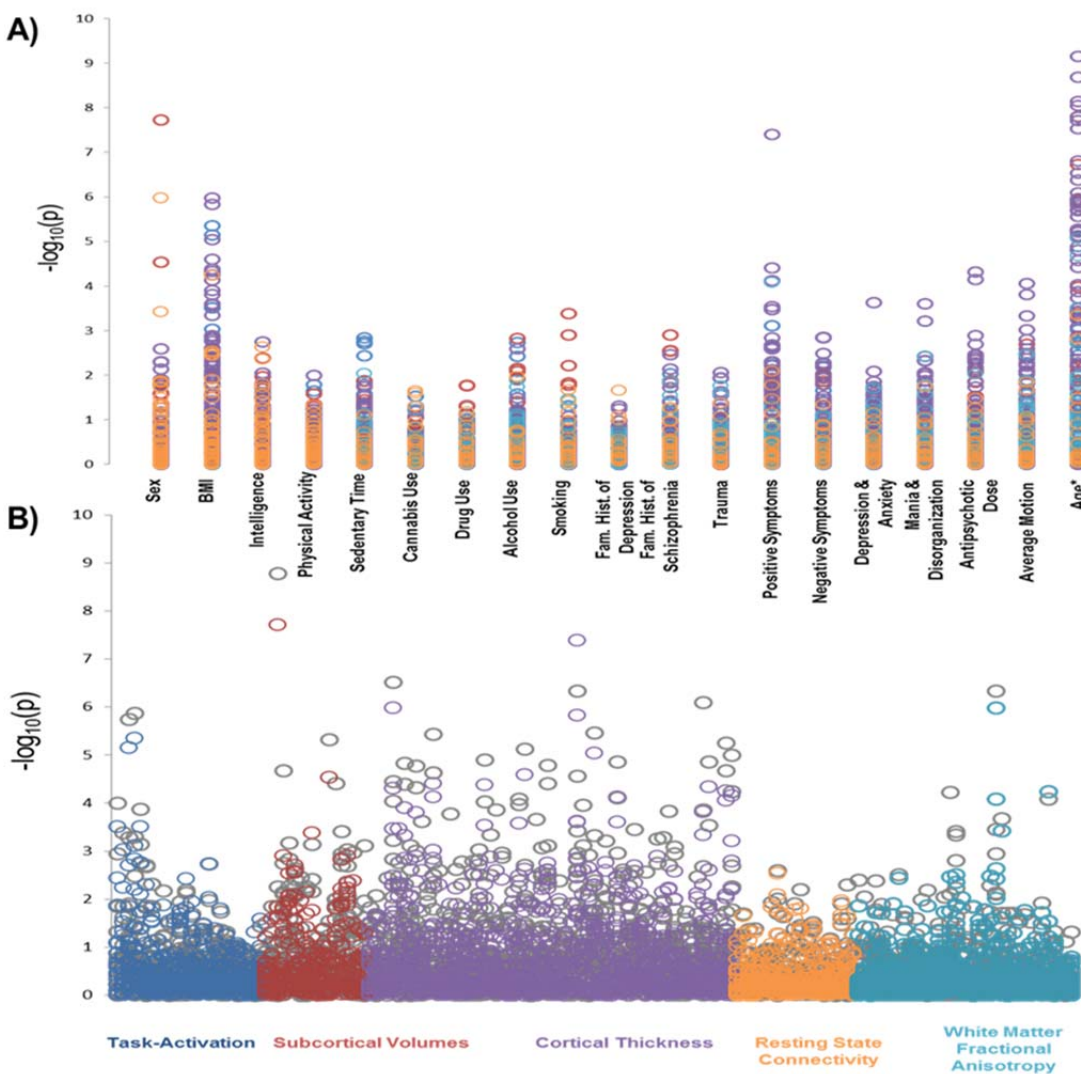 A)
-log10(p)
10
9
8
7
6
5
4
3
2
1
0
Sex
BMI
Intelligence
Physical Activity
Sedentary Time
Cannabis Use
Drug Use
Alcohol Use
Smoking
Fam. Hist. of
Depression
Fam. Hist. of
Schizophrenia
Trauma
Positive Symptoms
Negative Symptoms
Depression &
Anxiety
Mania &
Disorganization
Antipsychotic
Dose
Average Motion
Age*
B)
-log10(p)
10
9
8
7
6
5
4
3
2
1
0
Task-Activation
Subcortical Volumes
Cortical Thickness
Resting State
Connectivity
White Matter
Fractional
Anisotropy